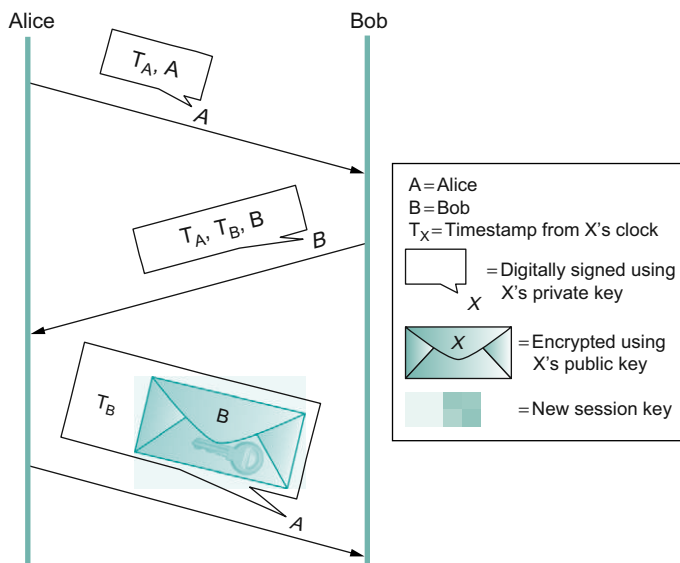 Alice
Bob
T_A, A
A
T_A, T_B, B
B
T_B
B
A
A=Alice
B=Bob
T_X=Timestamp from X's clock
X
=Digitally signed using
X's private key
X
=Encrypted using
X's public key
=New session key